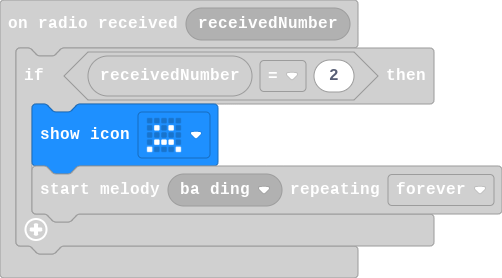 on radio received receivedNumber
if receivedNumber = 2 then
show icon
start melody ba ding repeating forever